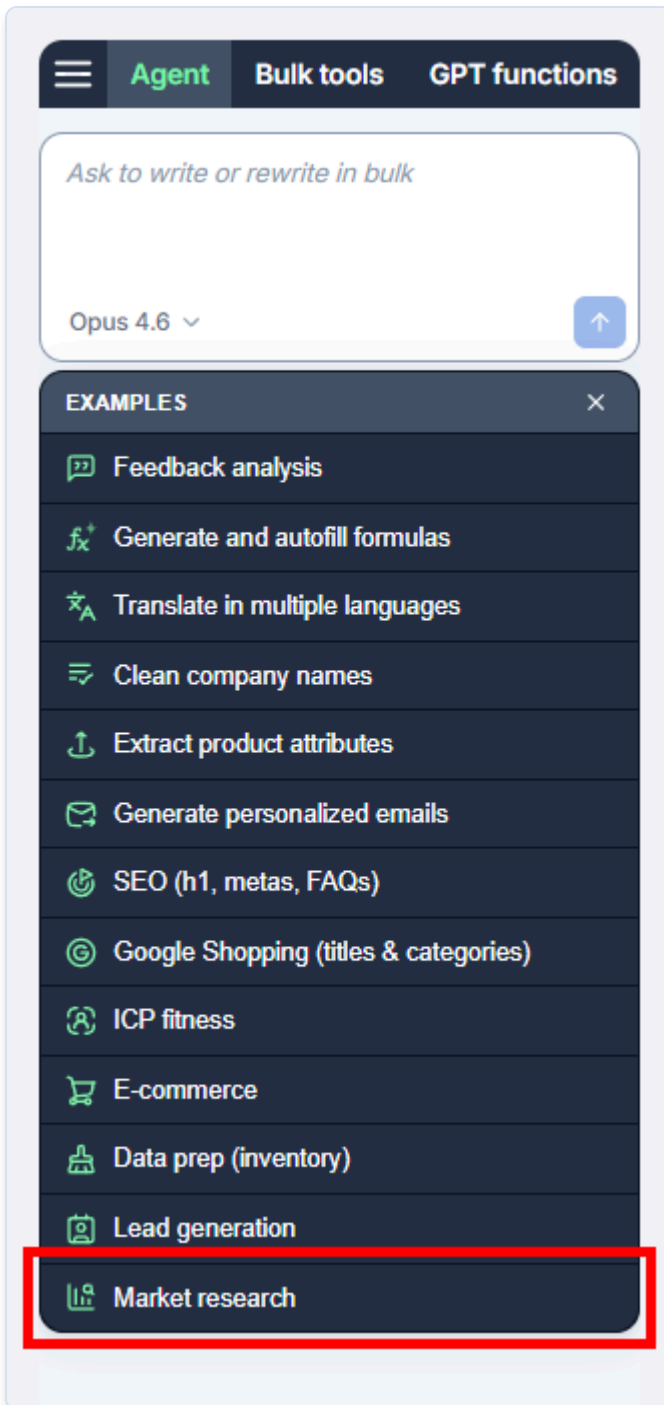 Agent Bulk tools GPT functions
Ask to write or rewrite in bulk
Opus 4.6
EXAMPLES
Feedback analysis
Generate and autofill formulas
Translate in multiple languages
Clean company names
Extract product attributes
Generate personalized emails
SEO (h1, metas, FAQs)
Google Shopping (titles & categories)
ICP fitness
E-commerce
Data prep (inventory)
Lead generation
Market research